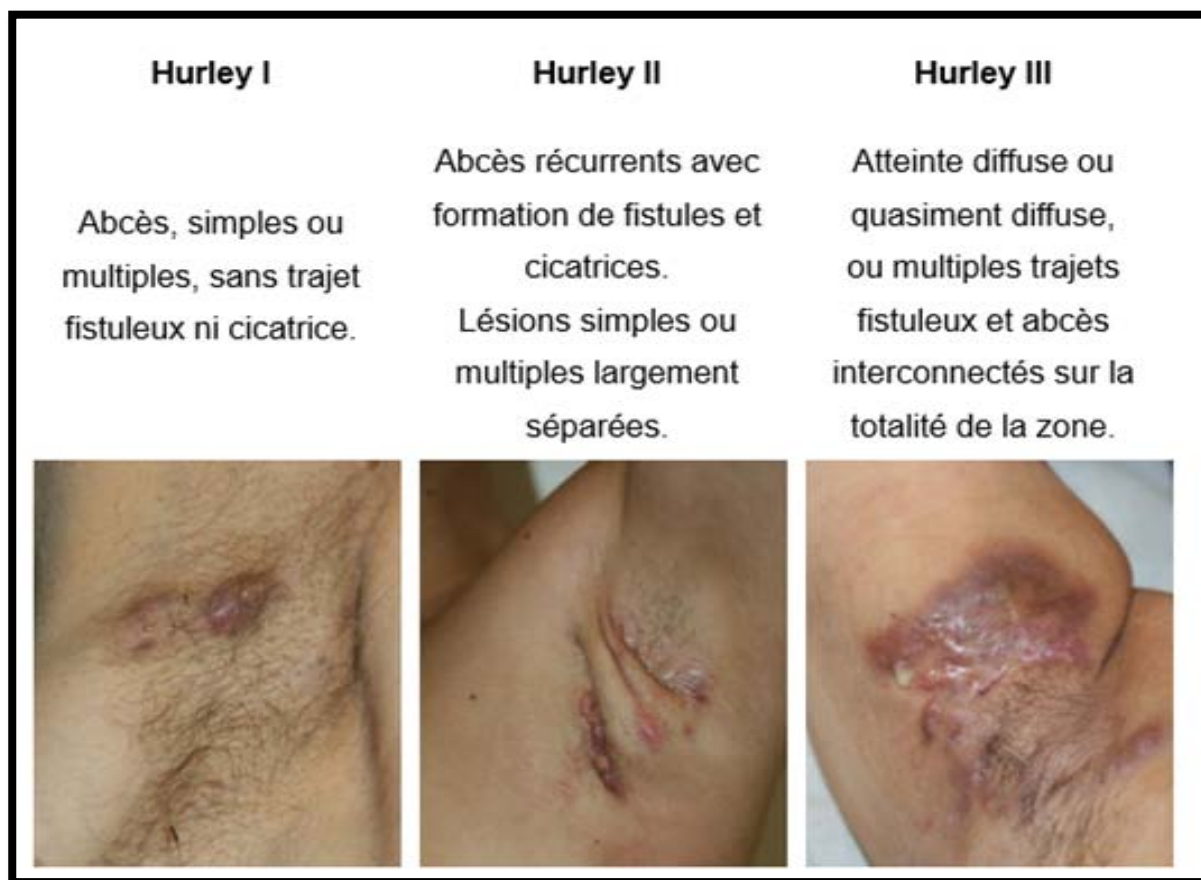 Hurley I
Abcès, simples ou
multiples, sans trajet
fistuleux ni cicatrice.
Hurley II
Abcès récurrents avec
formation de fistules et
cicatrices.
Lésions simples ou
multiples largement
séparées.
Hurley III
Atteinte diffuse ou
quasiment diffuse,
ou multiples trajets
fistuleux et abcès
interconnectés sur la
totalité de la zone.